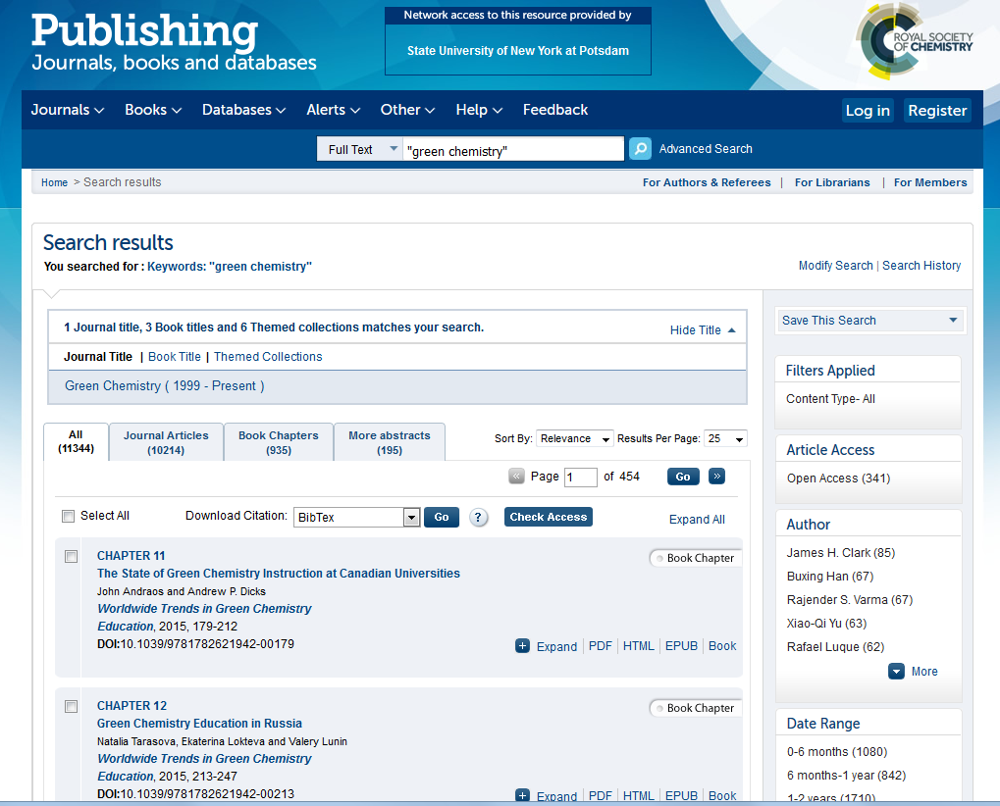 Publishing
Journals, books and databases
Network access to this resource provided by
State University of New York at Potsdam
ROYAL SOCIETY
OF CHEMISTRY
Journals Books Databases Alerts Other Help Feedback Log in Register
Full Text "green chemistry" Advanced Search
Home > Search results For Authors & Referees | For Librarians | For Members
Search results
You searched for : Keywords: "green chemistry"
Modify Search | Search History
1 Journal title, 3 Book titles and 6 Themed collections matches your search.
Hide Title
Journal Title | Book Title | Themed Collections
Green Chemistry ( 1999 - Present )
All
(11344)
Journal Articles
(10214)
Book Chapters
(935)
More abstracts
(195)
Sort By: Relevance Results Per Page: 25
« Page 1 of 454 Go »
Select All Download Citation: BibTex Go ? Check Access Expand All
CHAPTER 11
Book Chapter
The State of Green Chemistry Instruction at Canadian Universities
John Andraos and Andrew P. Dicks
Worldwide Trends in Green Chemistry
Education, 2015, 179-212
DOI:10.1039/9781782621942-00179
+ Expand PDF HTML EPUB Book
CHAPTER 12
Book Chapter
Green Chemistry Education in Russia
Natalia Tarasova, Ekaterina Lokteva and Valery Lunin
Worldwide Trends in Green Chemistry
Education, 2015, 213-247
DOI:10.1039/9781782621942-00213
+ Expand PDF HTML EPUB Book
Save This Search
Filters Applied
Content Type- All
Article Access
Open Access (341)
Author
James H. Clark (85)
Buxing Han (67)
Rajender S. Varma (67)
Xiao-Qi Yu (63)
Rafael Luque (62)
More
Date Range
0-6 months (1080)
6 months-1 year (842)
1-2 years (1710)